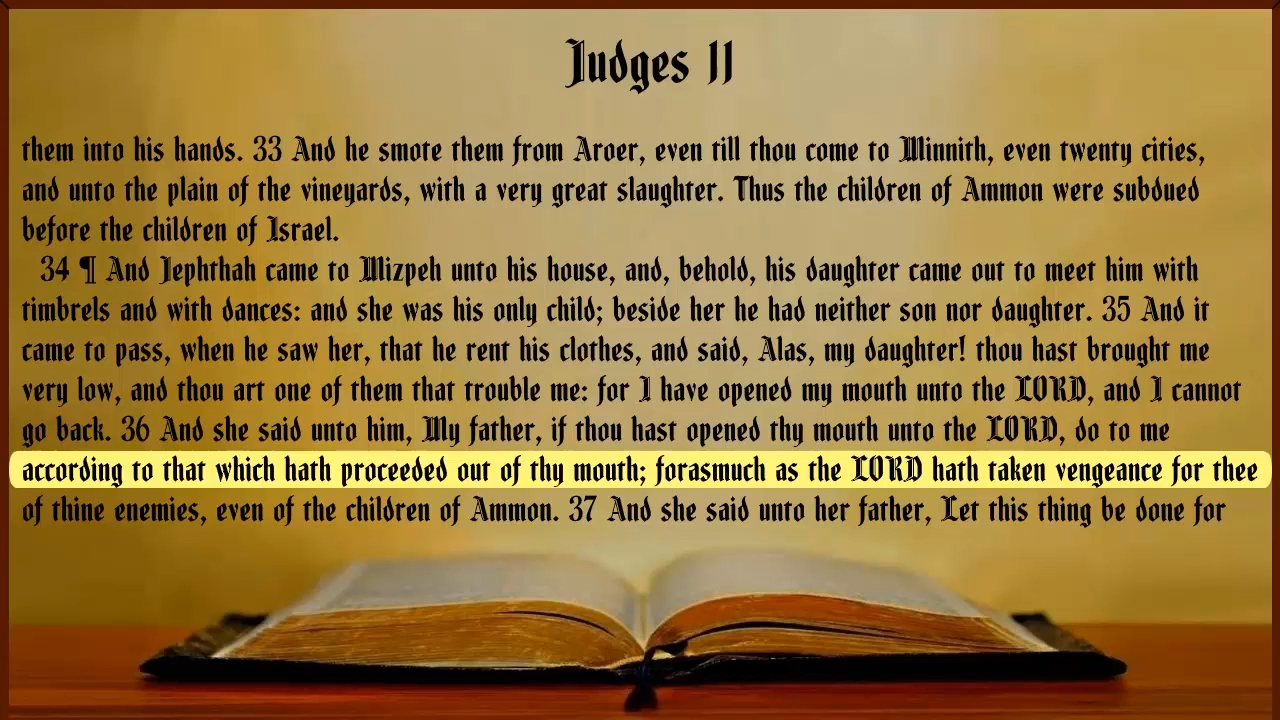 Judges 11
them into his hands. 33 And he smote them from Aroer, even till thou come to Minnith, even twenty cities,
and unto the plain of the vineyards, with a very great slaughter. Thus the children of Ammon were subdued
before the children of Israel.
34 ¶ And Jephthah came to Mizpeh unto his house, and, behold, his daughter came out to meet him with
timbrels and with dances: and she was his only child; beside her he had neither son nor daughter. 35 And it
came to pass, when he saw her, that he rent his clothes, and said, Alas, my daughter! thou hast brought me
very low, and thou art one of them that trouble me: for I have opened my mouth unto the LORD, and I cannot
go back. 36 And she said unto him, My father, if thou hast opened thy mouth unto the LORD, do to me
according to that which hath proceeded out of thy mouth; forasmuch as the LORD hath taken vengeance for thee
of thine enemies, even of the children of Ammon. 37 And she said unto her father, Let this thing be done for